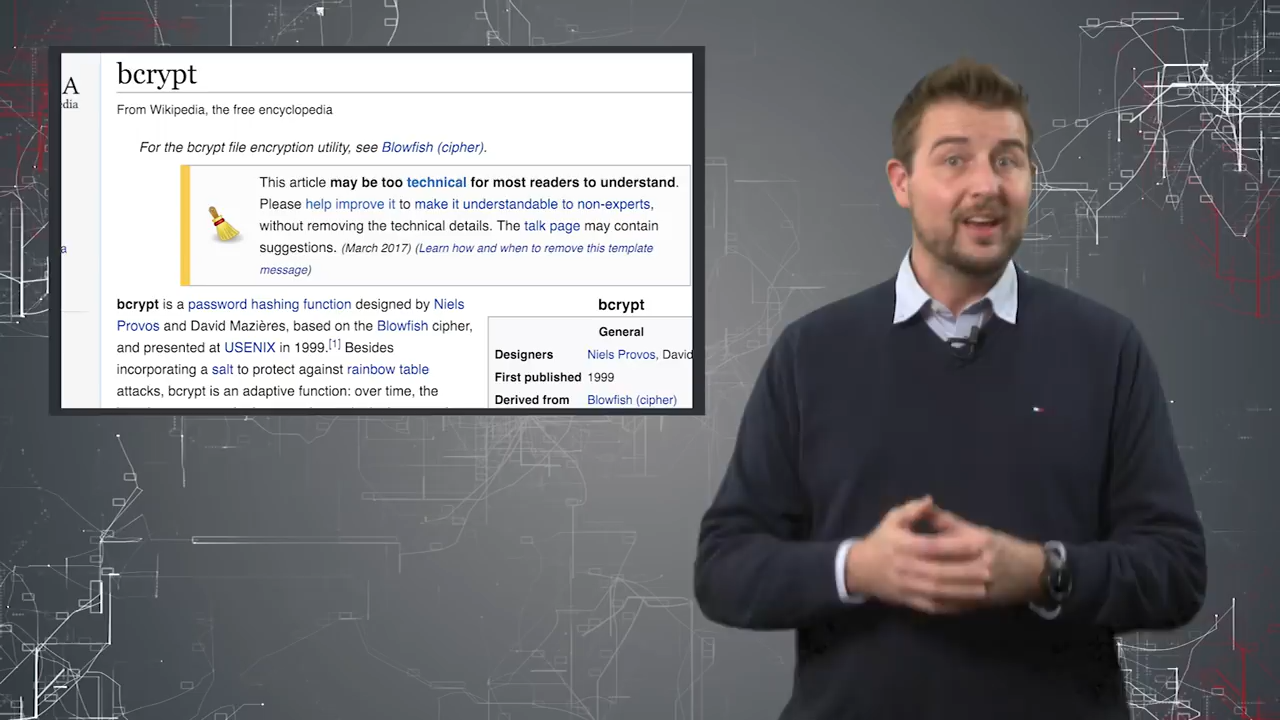 A
edia
a
bcrypt
From Wikipedia, the free encyclopedia
For the bcrypt file encryption utility, see Blowfish (cipher).
This article may be too technical for most readers to understand.
Please help improve it to make it understandable to non-experts,
without removing the technical details. The talk page may contain
suggestions. (March 2017) (Learn how and when to remove this template
message)
bcrypt is a password hashing function designed by Niels
Provos and David Mazières, based on the Blowfish cipher,
and presented at USENIX in 1999.[1] Besides
incorporating a salt to protect against rainbow table
attacks, bcrypt is an adaptive function: over time, the
bcrypt
General
Designers Niels Provos, David
First published 1999
Derived from Blowfish (cipher)